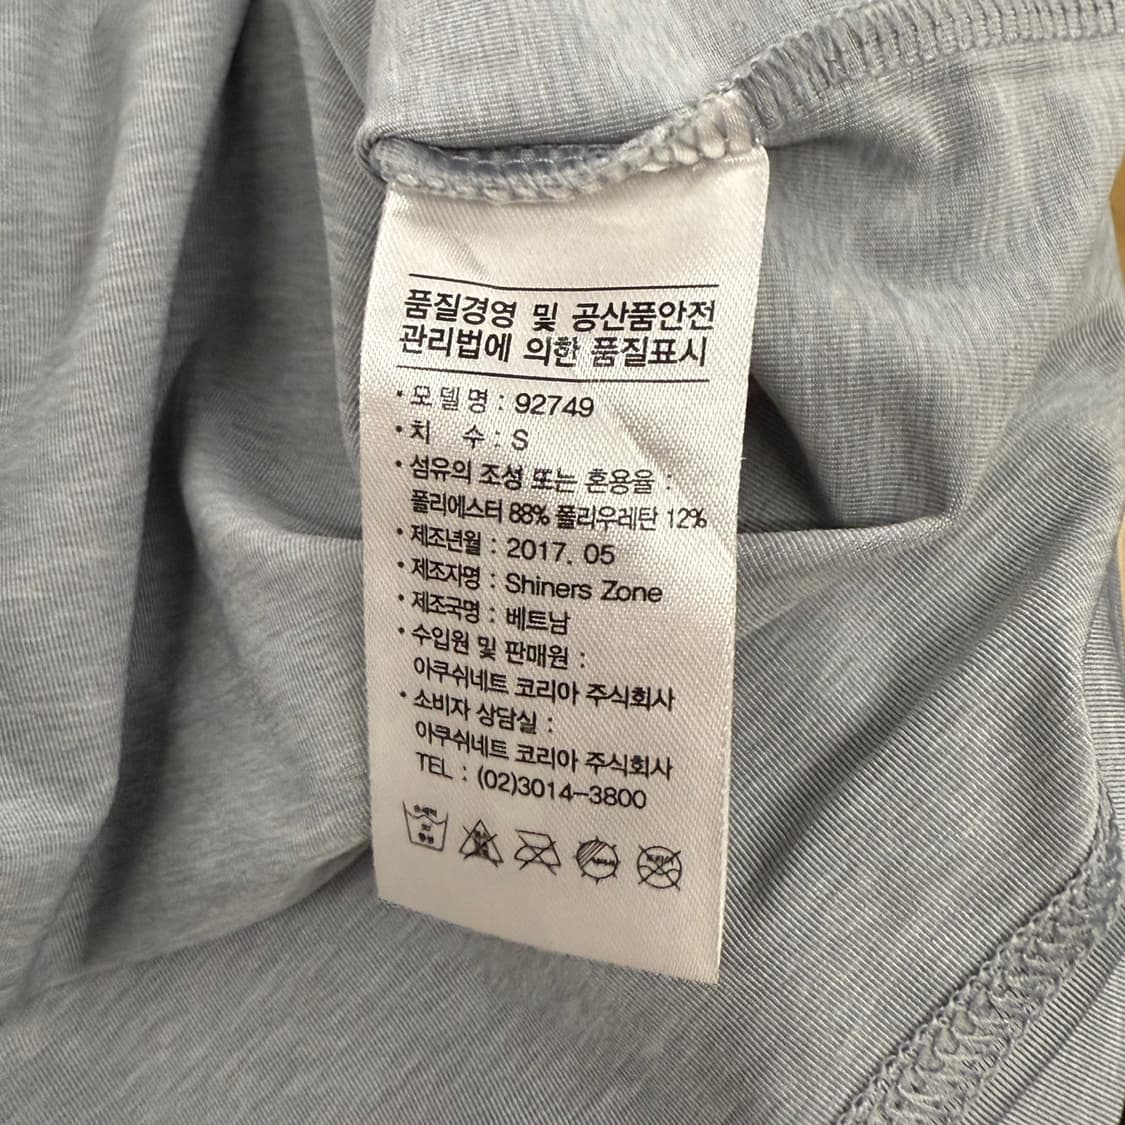 품질경영 및 공산품안전
관리법에 의한 품질표시
· 모델명 : 92749
· 치 수 : S
· 섬유의 조성 또는 혼용율 :
폴리에스터 88% 폴리우레탄 12%
· 제조년월 : 2017. 05
· 제조자명 : Shiners Zone
· 제조국명 : 베트남
· 수입원 및 판매원 :
아쿠쉬네트 코리아 주식회사
· 소비자 상담실 :
아쿠쉬네트 코리아 주식회사
TEL : (02)3014-3800
손세탁